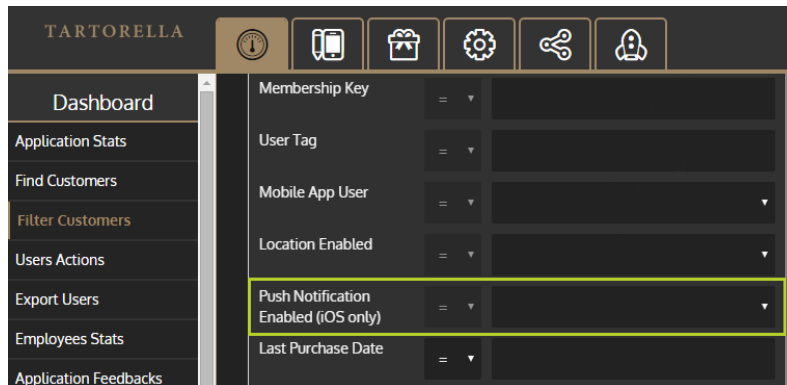 TARTORELLA
Dashboard
Application Stats
Find Customers
Filter Customers
Users Actions
Export Users
Employees Stats
Application Feedbacks
Membership Key
=
User Tag
=
Mobile App User
=
Location Enabled
=
Push Notification
Enabled (iOS only)
=
Last Purchase Date
=